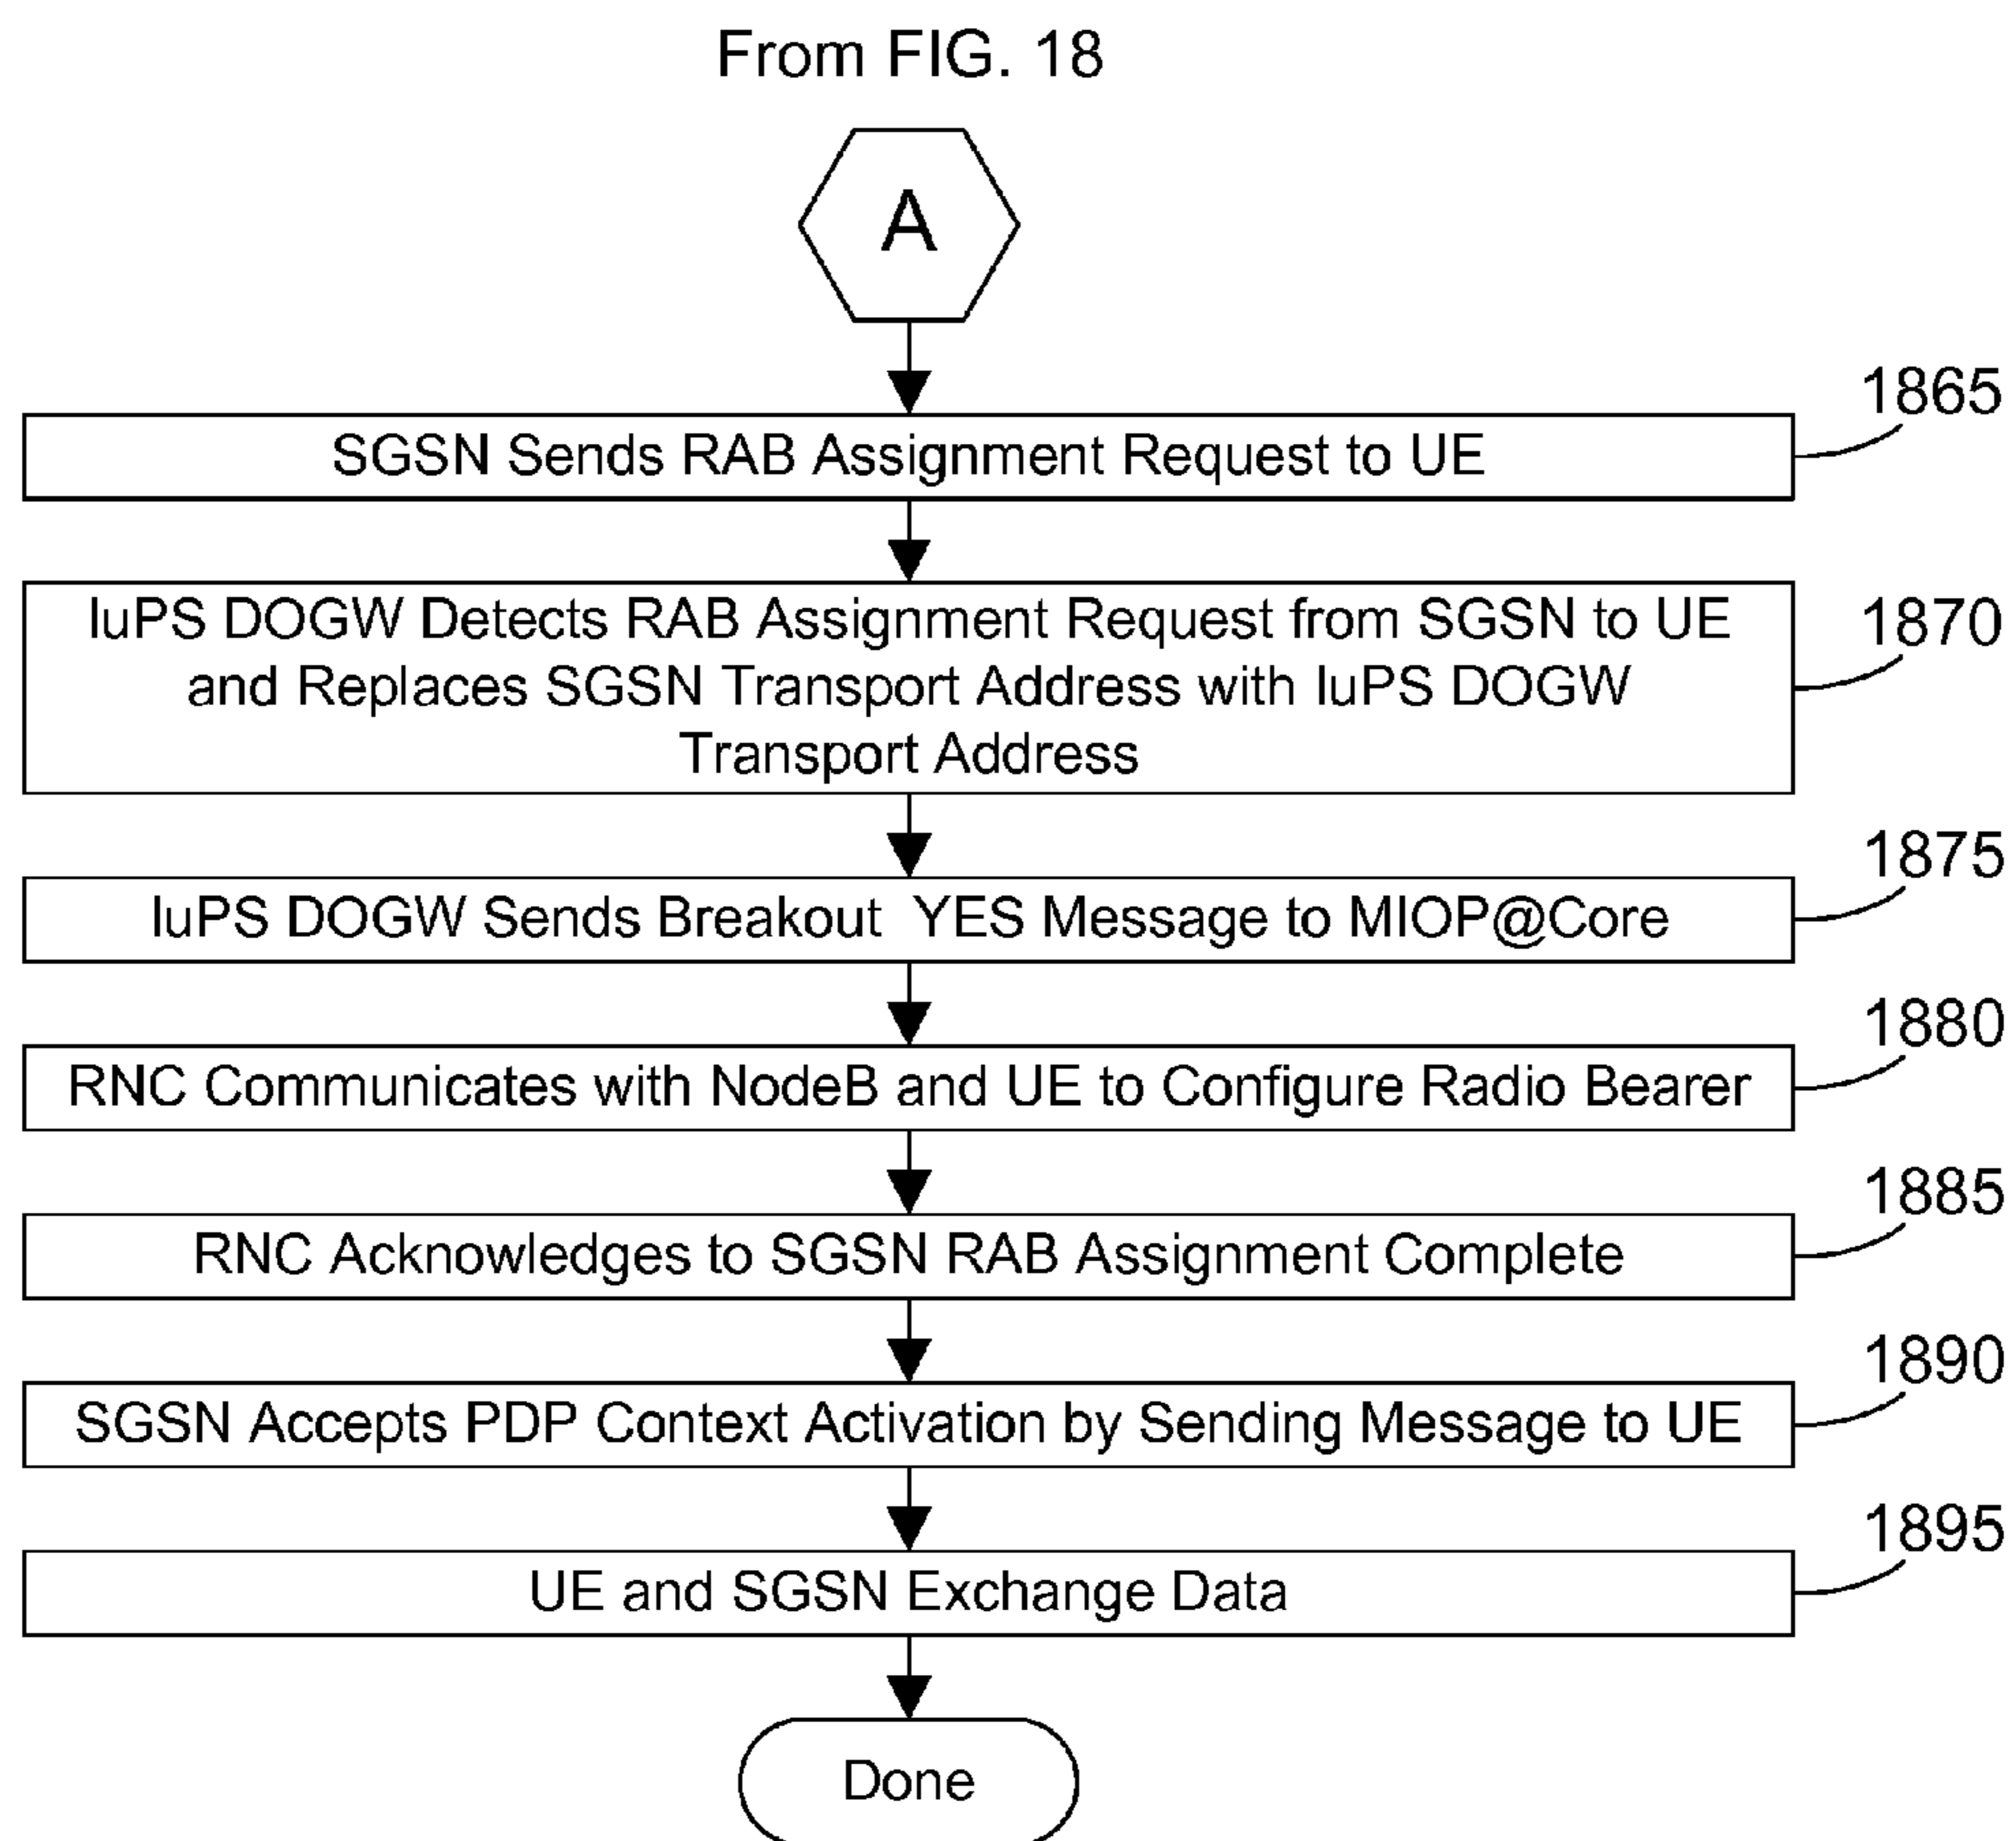 From FIG. 18
A
1865
SGSN Sends RAB Assignment Request to UE
1870
IuPS DOGW Detects RAB Assignment Request from SGSN to UE
and Replaces SGSN Transport Address with IuPS DOGW
Transport Address
1875
IuPS DOGW Sends Breakout YES Message to MIOP@Core
1880
RNC Communicates with NodeB and UE to Configure Radio Bearer
1885
RNC Acknowledges to SGSN RAB Assignment Complete
1890
SGSN Accepts PDP Context Activation by Sending Message to UE
1895
UE and SGSN Exchange Data
Done